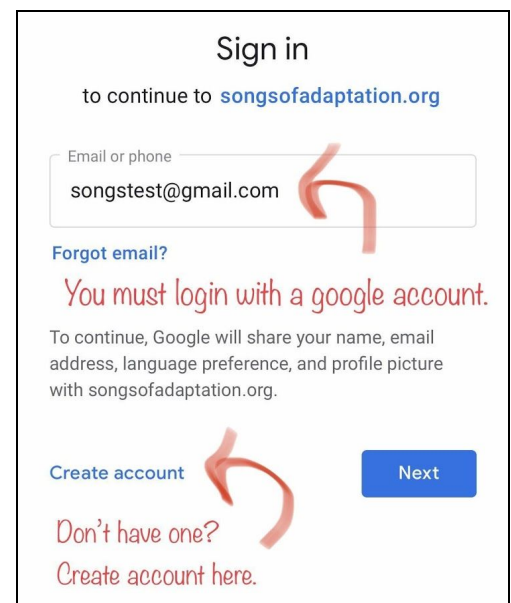 Sign in
to continue to songsofadaptation.org
Email or phone
songstest@gmail.com
Forgot email?
You must login with a google account.
To continue, Google will share your name, email
address, language preference, and profile picture
with songsofadaptation.org.
Create account
Next
Don't have one?
Create account here.